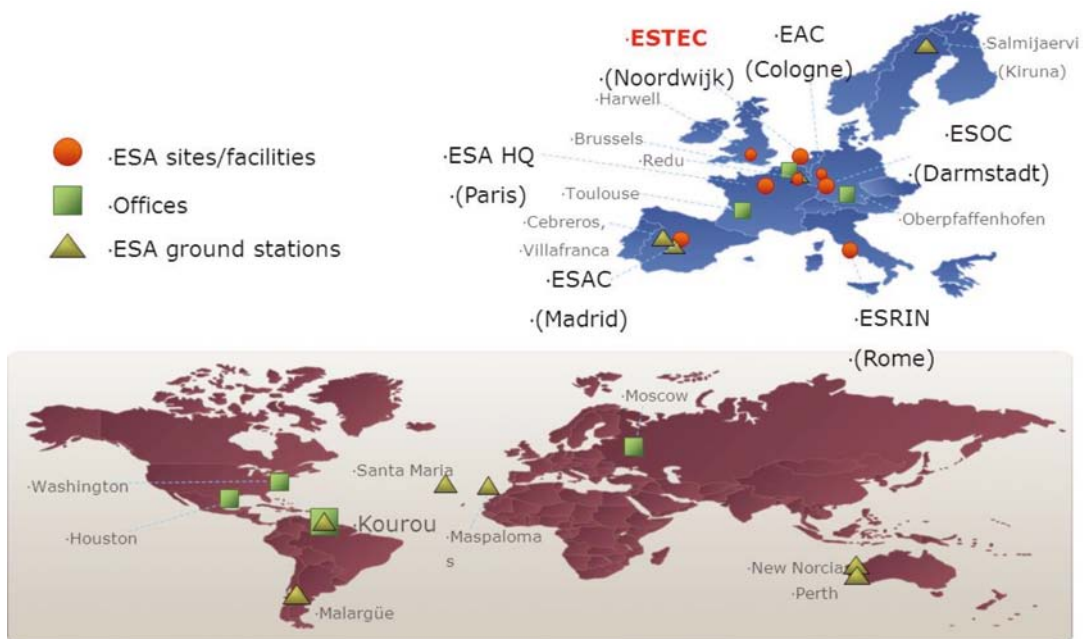 ·ESTEC
·(Noordwijk)
·EAC
(Cologne)
·Salmijaervi
(Kiruna)
·Harwell
·Brussels
·Redu
·ESA HQ
·(Paris)
·Toulouse
·Cebreros,
·Villafranca
·ESAC
·(Madrid)
·ESOC
·(Darmstadt)
·Oberpfaffenhofen
·ESRIN
·(Rome)
·ESA sites/facilities
·Offices
·ESA ground stations
·Moscow
·Santa Maria
·Washington
·Houston
·Kourou
·Maspaloma
s
·Malargüe
·New Norcia
·Perth